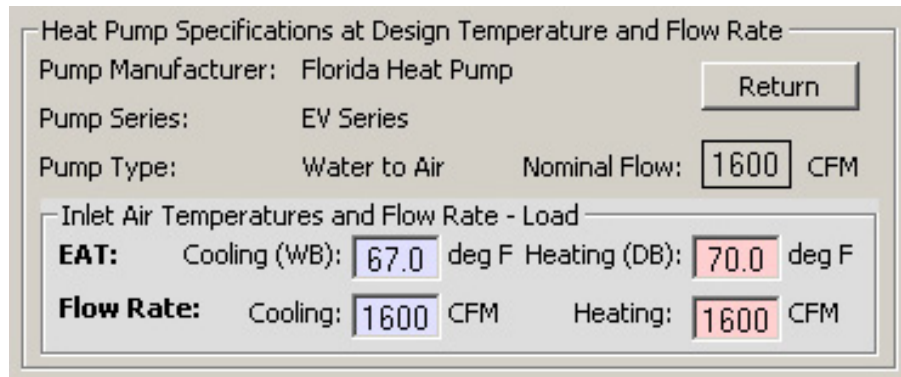 Heat Pump Specifications at Design Temperature and Flow Rate
Pump Manufacturer: Florida Heat Pump
Return
Pump Series: EV Series
Pump Type: Water to Air Nominal Flow: 1600 CFM
Inlet Air Temperatures and Flow Rate - Load
EAT: Cooling (WB): 67.0 deg F Heating (DB): 70.0 deg F
Flow Rate: Cooling: 1600 CFM Heating: 1600 CFM